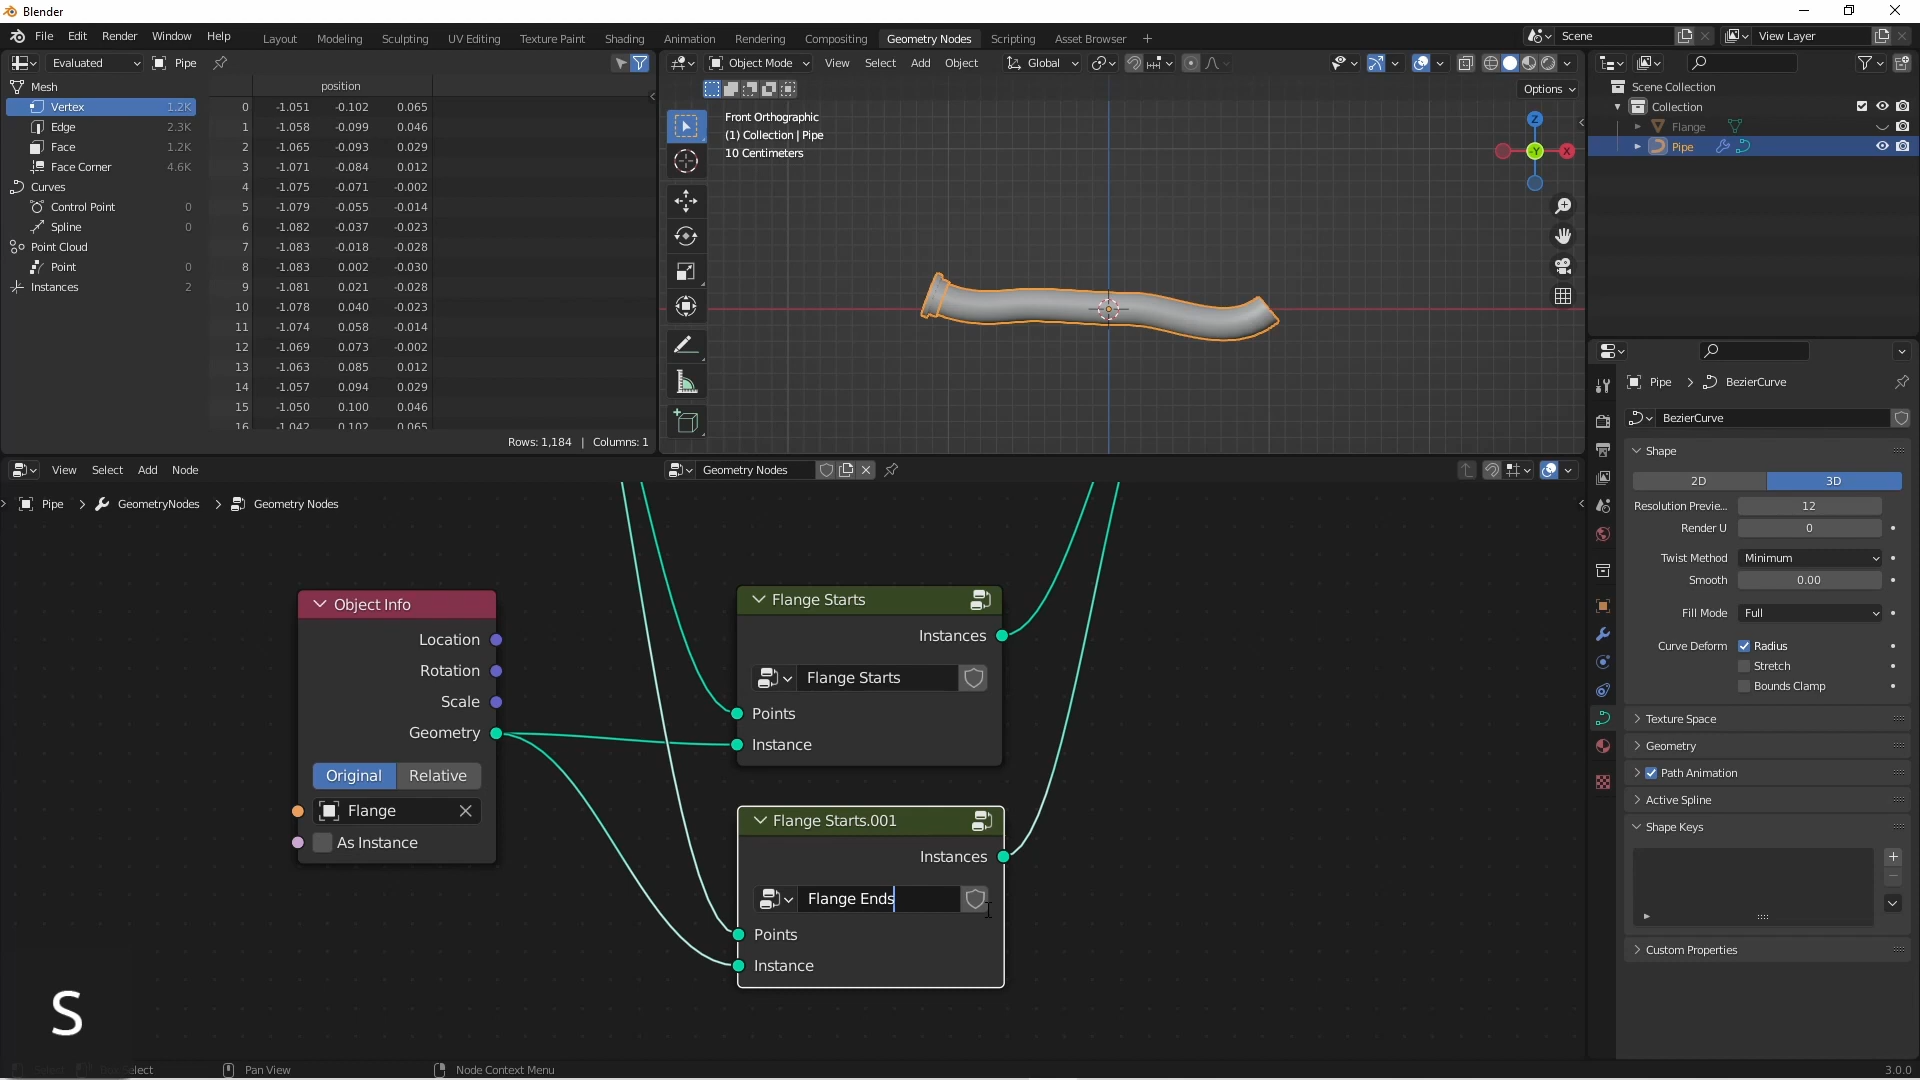 Blender
File Edit Render Window Help Layout Modeling Sculpting UV Editing Texture Paint Shading Animation Rendering Compositing Geometry Nodes Scripting Asset Browser + Scene View Layer
Evaluated Pipe
Object Mode View Select Add Object Global
Mesh
position
Options
Vertex 1.2K
Edge 2.3K
Face 1.2K
Face Corner 4.6K
Curves
Control Point 0
Spline 0
Point Cloud
Point 0
Instances 2
0 -1.051 -0.102 0.065
1 -1.058 -0.099 0.046
2 -1.065 -0.093 0.029
3 -1.071 -0.084 0.012
4 -1.075 -0.071 -0.002
5 -1.079 -0.055 -0.014
6 -1.082 -0.037 -0.023
7 -1.083 -0.018 -0.028
8 -1.083 0.002 -0.030
9 -1.081 0.021 -0.028
10 -1.078 0.040 -0.023
11 -1.074 0.058 -0.014
12 -1.069 0.073 -0.002
13 -1.063 0.085 0.012
14 -1.057 0.094 0.029
15 -1.050 0.100 0.046
16 -1.042 0.102 0.065
Rows: 1,184 | Columns: 1
Front Orthographic
(1) Collection | Pipe
10 Centimeters
Z
-Y X
Scene Collection
Collection
Flange
Pipe
Pipe BezierCurve
BezierCurve
Shape
2D 3D
Resolution Previe... 12
Render U 0
Twist Method Minimum
Smooth 0.00
Fill Mode Full
Curve Deform Radius
Stretch
Bounds Clamp
Texture Space
Geometry
Path Animation
Active Spline
Shape Keys
Custom Properties
View Select Add Node Geometry Nodes
Pipe GeometryNodes Geometry Nodes
Object Info
Location
Rotation
Scale
Geometry
Original Relative
Flange
As Instance
Flange Starts
Instances
Flange Starts
Points
Instance
Flange Starts.001
Instances
Flange Ends
Points
Instance
S
Select Box Select Pan View Node Context Menu 3.0.0